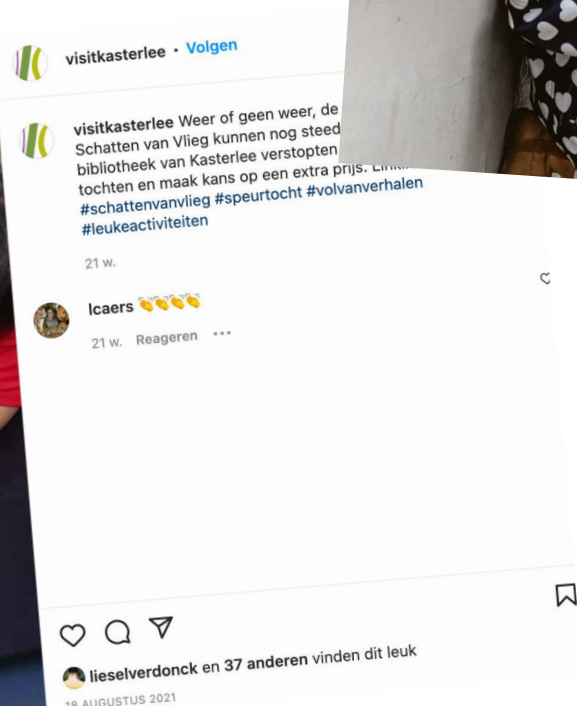 visitkasterlee • Volgen
visitkasterlee Weer of geen weer, de
Schatten van Vlieg kunnen nog steed
bibliotheek van Kasterlee verstopten
tochten en maak kans op een extra prijs.
#schattenvanvlieg #speurtocht #volvanverhalen
#leukeactiviteiten
21 w.
lcaers 👏👏👏👏
21 w. Reageren •••
lieselverdonck en 37 anderen vinden dit leuk
18 AUGUSTUS 2021